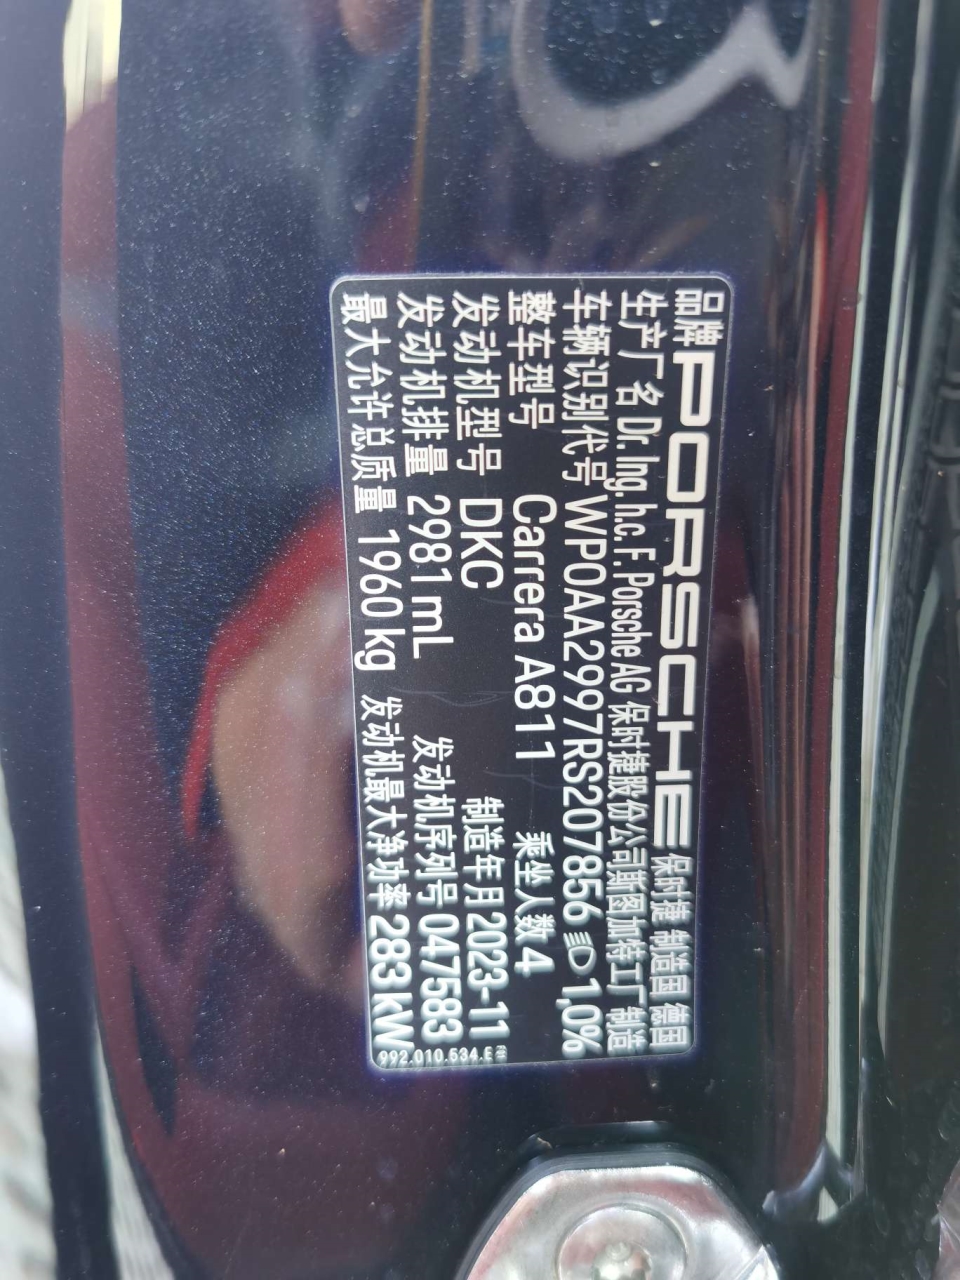 品牌 PORSCHE 保时捷 制造国 德国
生产厂名 Dr. Ing. h.c. F. Porsche AG 保时捷股份公司斯图加特工厂制造
车辆识别代号 WP0AA2997RS207856 1,0%
整车型号 Carrera A811 乘坐人数 4
发动机型号 DKC 制造年月 2023-11
发动机排量 2981 mL 发动机序列号 047583
最大允许总质量 1960 kg 发动机最大净功率 283 kW
992.010.634.E